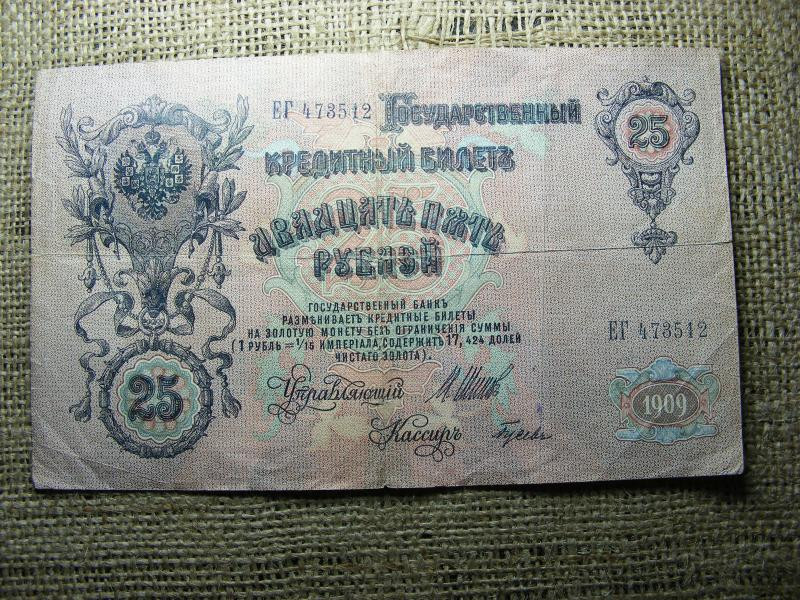 ЕГ 473512 Государственный
25
Кредитный Билетъ
Двадцать пять
Рублей
ГОСУДАРСТВЕННЫЙ БАНКЪ
РАЗМѢНИВАЕТЪ КРЕДИТНЫЕ БИЛЕТЫ
НА ЗОЛОТУЮ МОНЕТУ БЕЗЪ ОГРАНИЧЕНІЯ СУММЫ
(1 РУБЛЬ = 1/15 ИМПЕРІАЛА, СОДЕРЖИТЪ 17,424 ДОЛЕЙ
ЧИСТАГО ЗОЛОТА).
ЕГ 473512
Управляющій
25
1909
Кассиръ